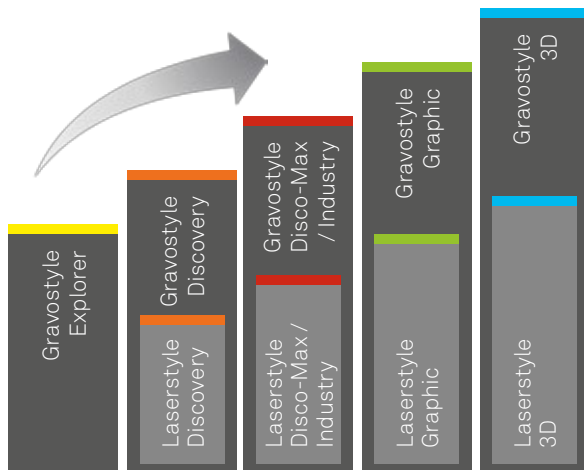 Gravostyle
Explorer
Gravostyle
Discovery
Laserstyle
Discovery
Gravostyle
Disco-Max
/Industry
Laserstyle
Disco-Max/
Industry
Gravostyle
Graphic
Laserstyle
Graphic
Gravostyle
3D
Laserstyle
3D